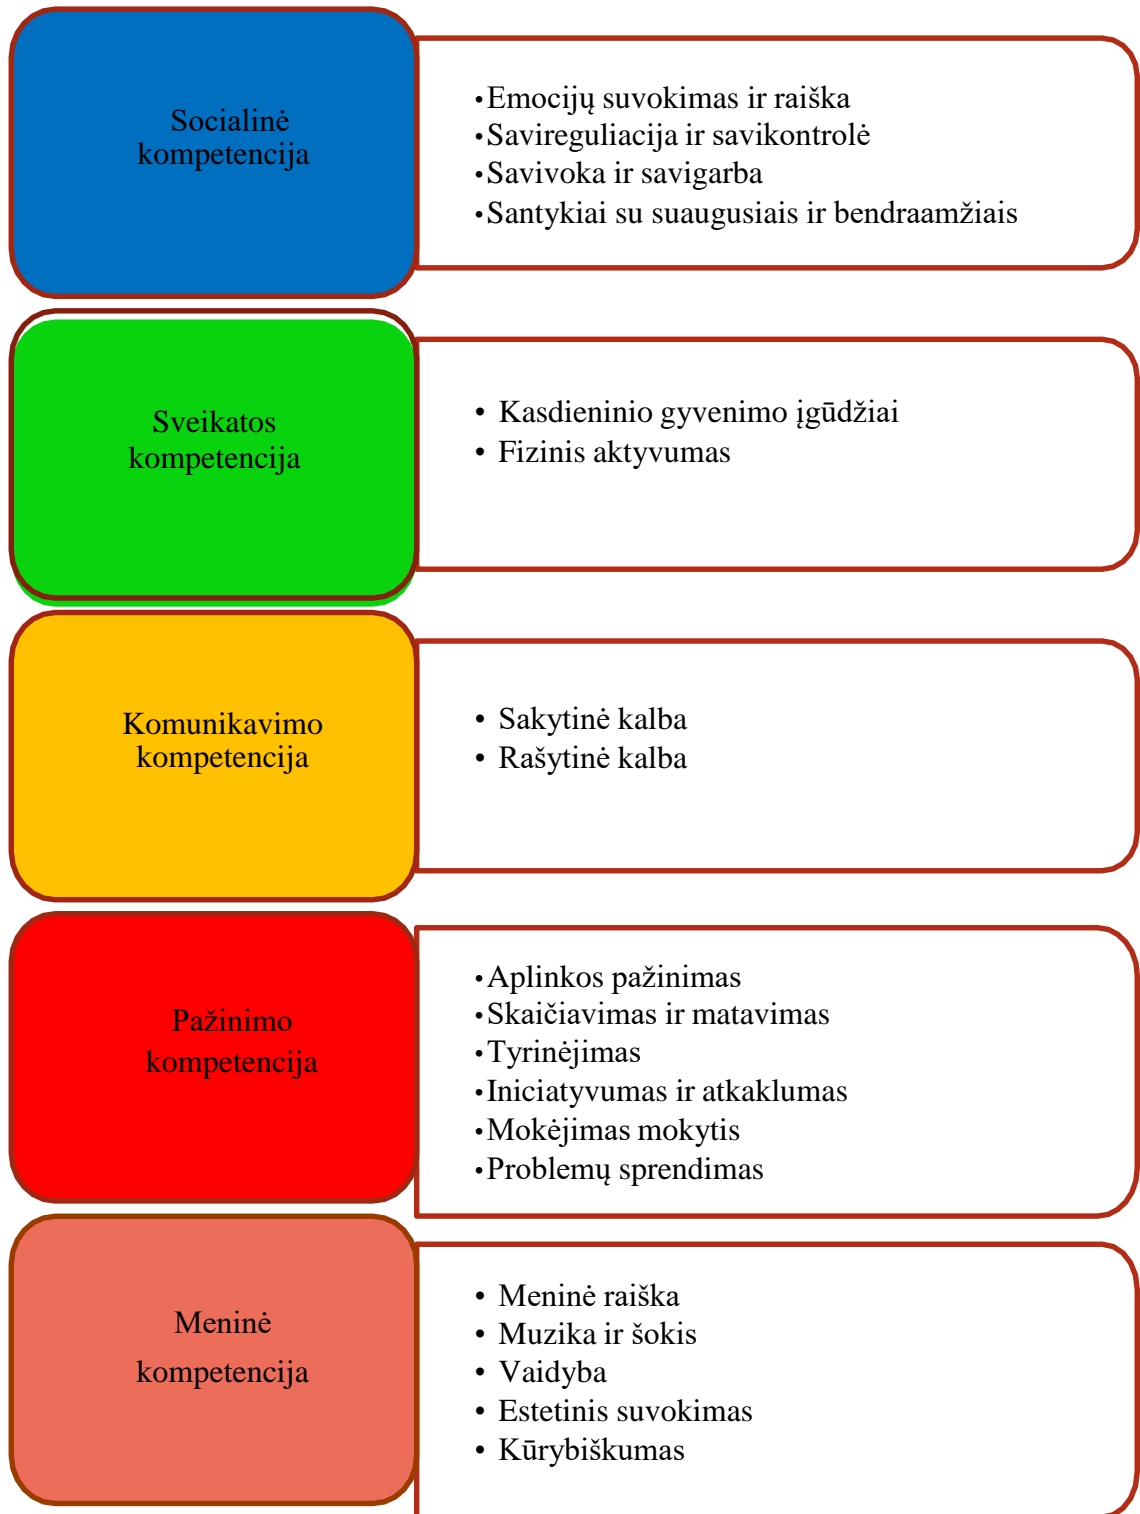 Socialinė
kompetencija
•Emocijų suvokimas ir raiška
•Savireguliacija ir savikontrolė
•Savivoka ir savigarba
•Santykiai su suaugusiais ir bendraamžiais
Sveikatos
kompetencija
• Kasdieninio gyvenimo įgūdžiai
• Fizinis aktyvumas
Komunikavimo
kompetencija
• Sakytinė kalba
• Rašytinė kalba
Pažinimo
kompetencija
•Aplinkos pažinimas
•Skaičiavimas ir matavimas
•Tyrinėjimas
•Iniciatyvumas ir atkaklumas
•Mokėjimas mokytis
•Problemų sprendimas
Meninė
kompetencija
• Meninė raiška
• Muzika ir šokis
• Vaidyba
• Estetinis suvokimas
• Kūrybiškumas